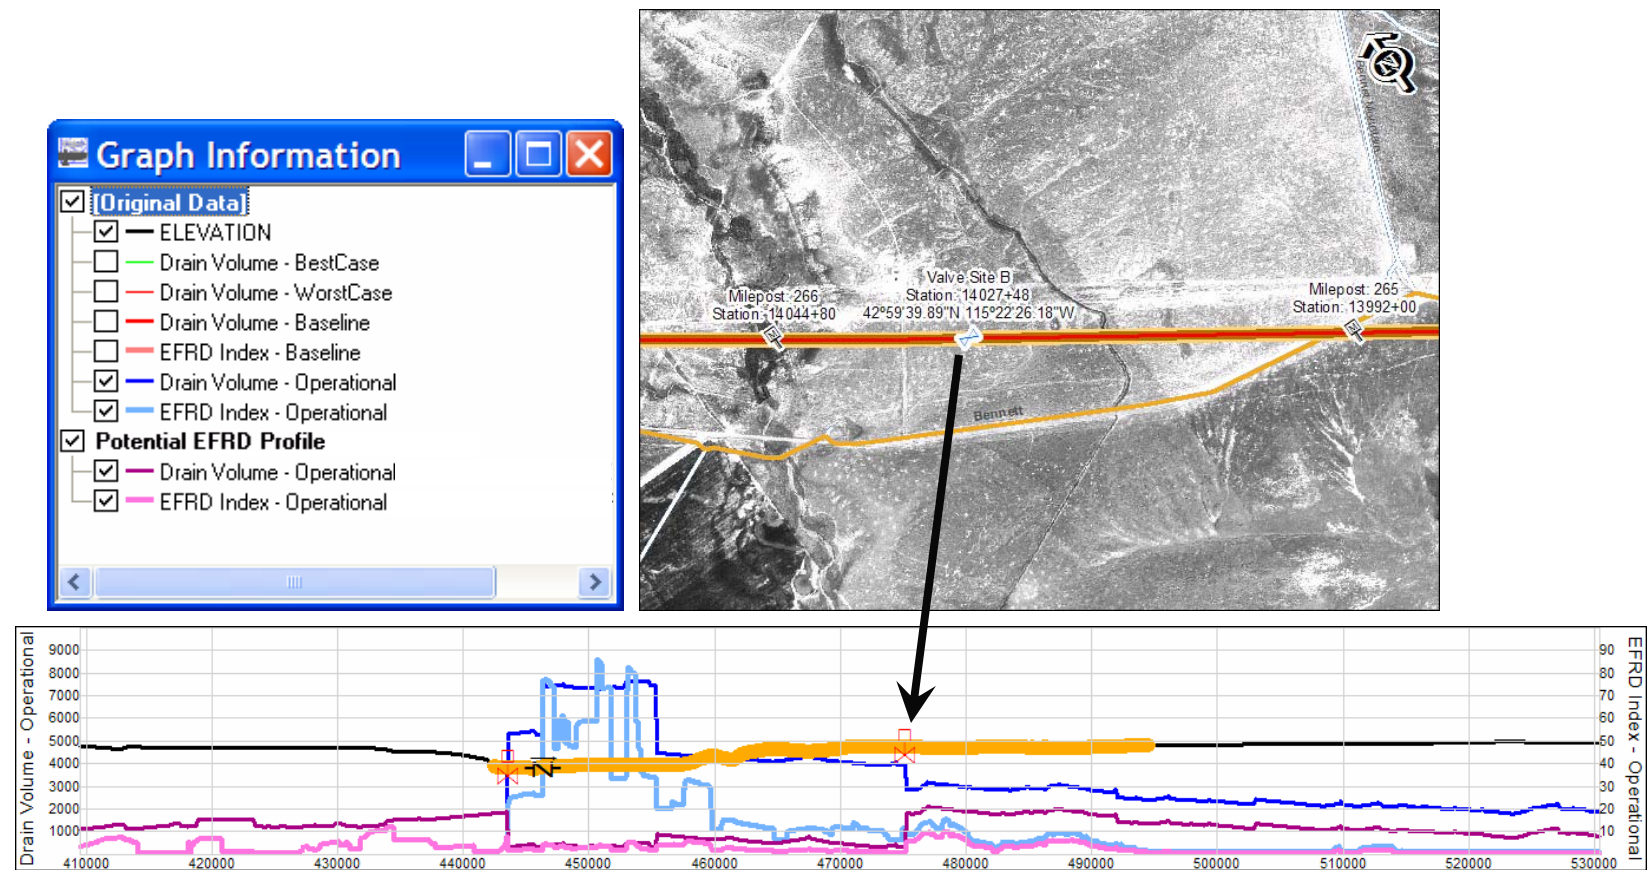 Graph Information
[Original Data]
ELEVATION
Drain Volume - BestCase
Drain Volume - WorstCase
Drain Volume - Baseline
EFRD Index - Baseline
Drain Volume - Operational
EFRD Index - Operational
Potential EFRD Profile
Drain Volume - Operational
EFRD Index - Operational
Milepost: 266
Station: 14044+80
Valve Site B
Station: 14027+48
42°59'39.89"N 115°22'26.18"W
Milepost: 265
Station: 13992+00
Bennett
Drain Volume - Operational
9000
8000
7000
6000
5000
4000
3000
2000
1000
90
80
70
60
50
40
30
20
10
EFRD Index - Operational
410000 420000 430000 440000 450000 460000 470000 480000 490000 500000 510000 520000 530000